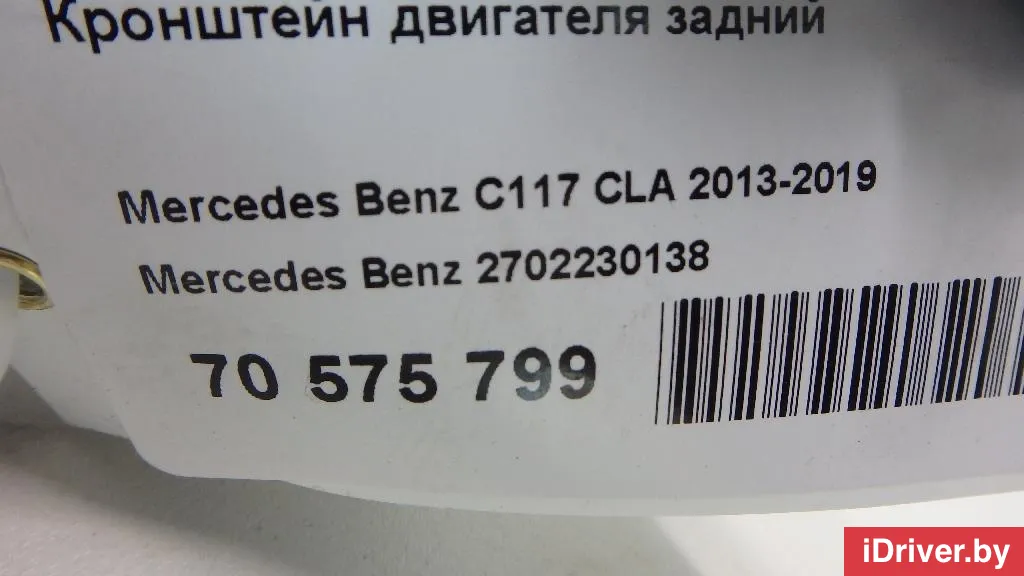 Кронштейн двигателя задний
Mercedes Benz C117 CLA 2013-2019
Mercedes Benz 2702230138
70 575 799
iDriver.by